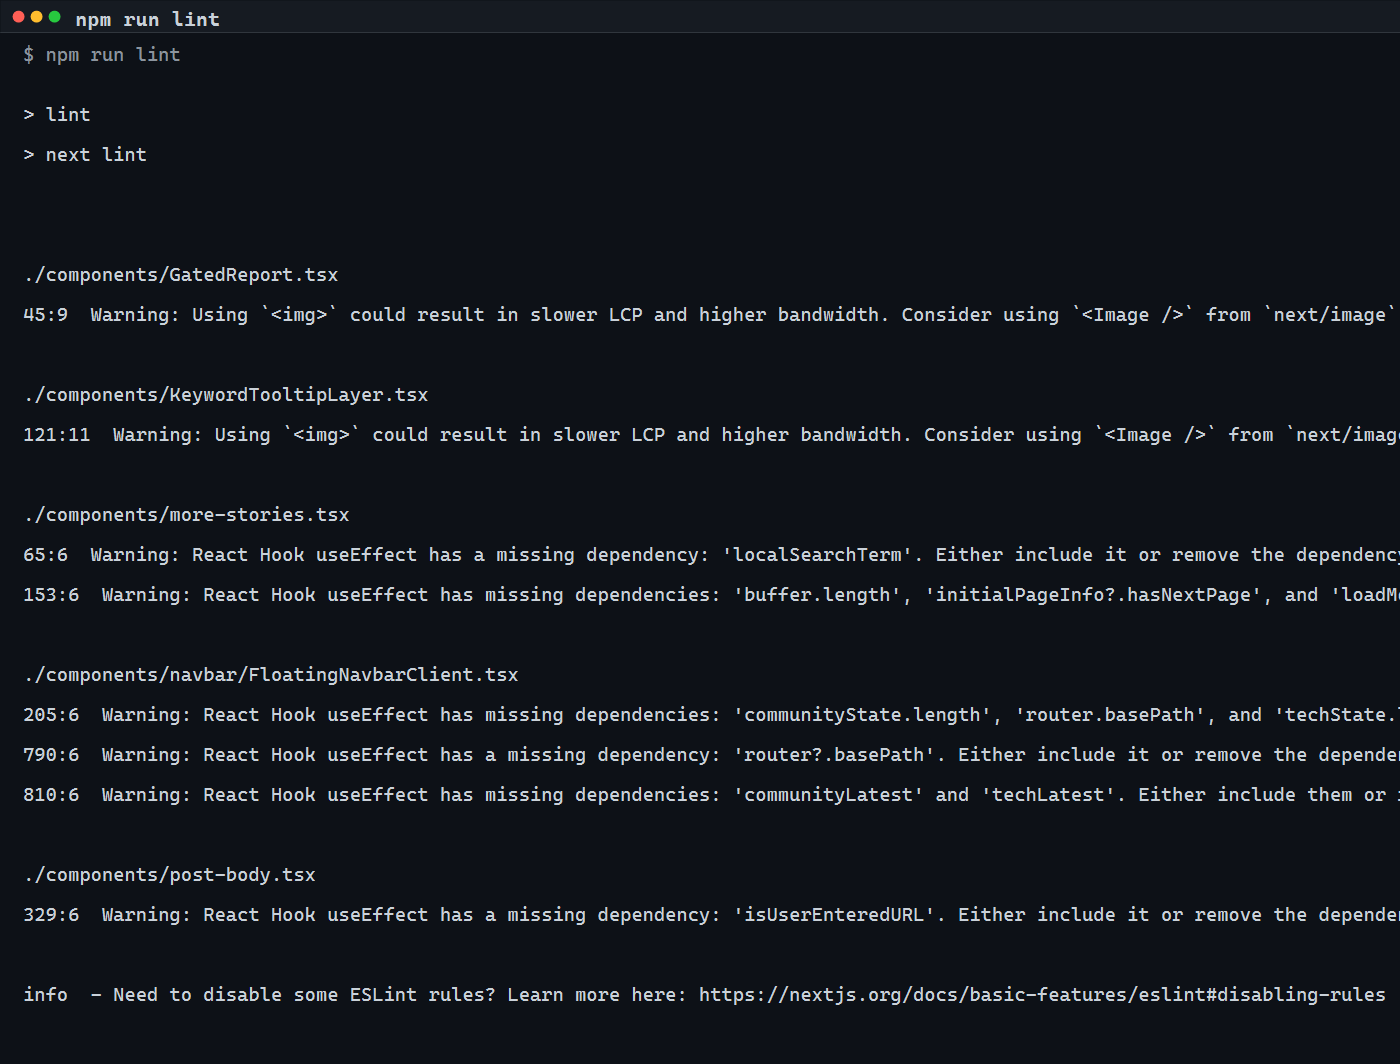 npm run lint
$ npm run lint
> lint
> next lint
./components/GatedReport.tsx
45:9  Warning: Using `<img>` could result in slower LCP and higher bandwidth. Consider using `<Image />` from `next/image`
./components/KeywordTooltipLayer.tsx
121:11  Warning: Using `<img>` could result in slower LCP and higher bandwidth. Consider using `<Image />` from `next/imag
./components/more-stories.tsx
65:6  Warning: React Hook useEffect has a missing dependency: 'localSearchTerm'. Either include it or remove the dependency
153:6  Warning: React Hook useEffect has missing dependencies: 'buffer.length', 'initialPageInfo?.hasNextPage', and 'loadM
./components/navbar/FloatingNavbarClient.tsx
205:6  Warning: React Hook useEffect has missing dependencies: 'communityState.length', 'router.basePath', and 'techState.
790:6  Warning: React Hook useEffect has a missing dependency: 'router?.basePath'. Either include it or remove the depende
810:6  Warning: React Hook useEffect has missing dependencies: 'communityLatest' and 'techLatest'. Either include them or
./components/post-body.tsx
329:6  Warning: React Hook useEffect has a missing dependency: 'isUserEnteredURL'. Either include it or remove the depende
info  - Need to disable some ESLint rules? Learn more here: https://nextjs.org/docs/basic-features/eslint#disabling-rules